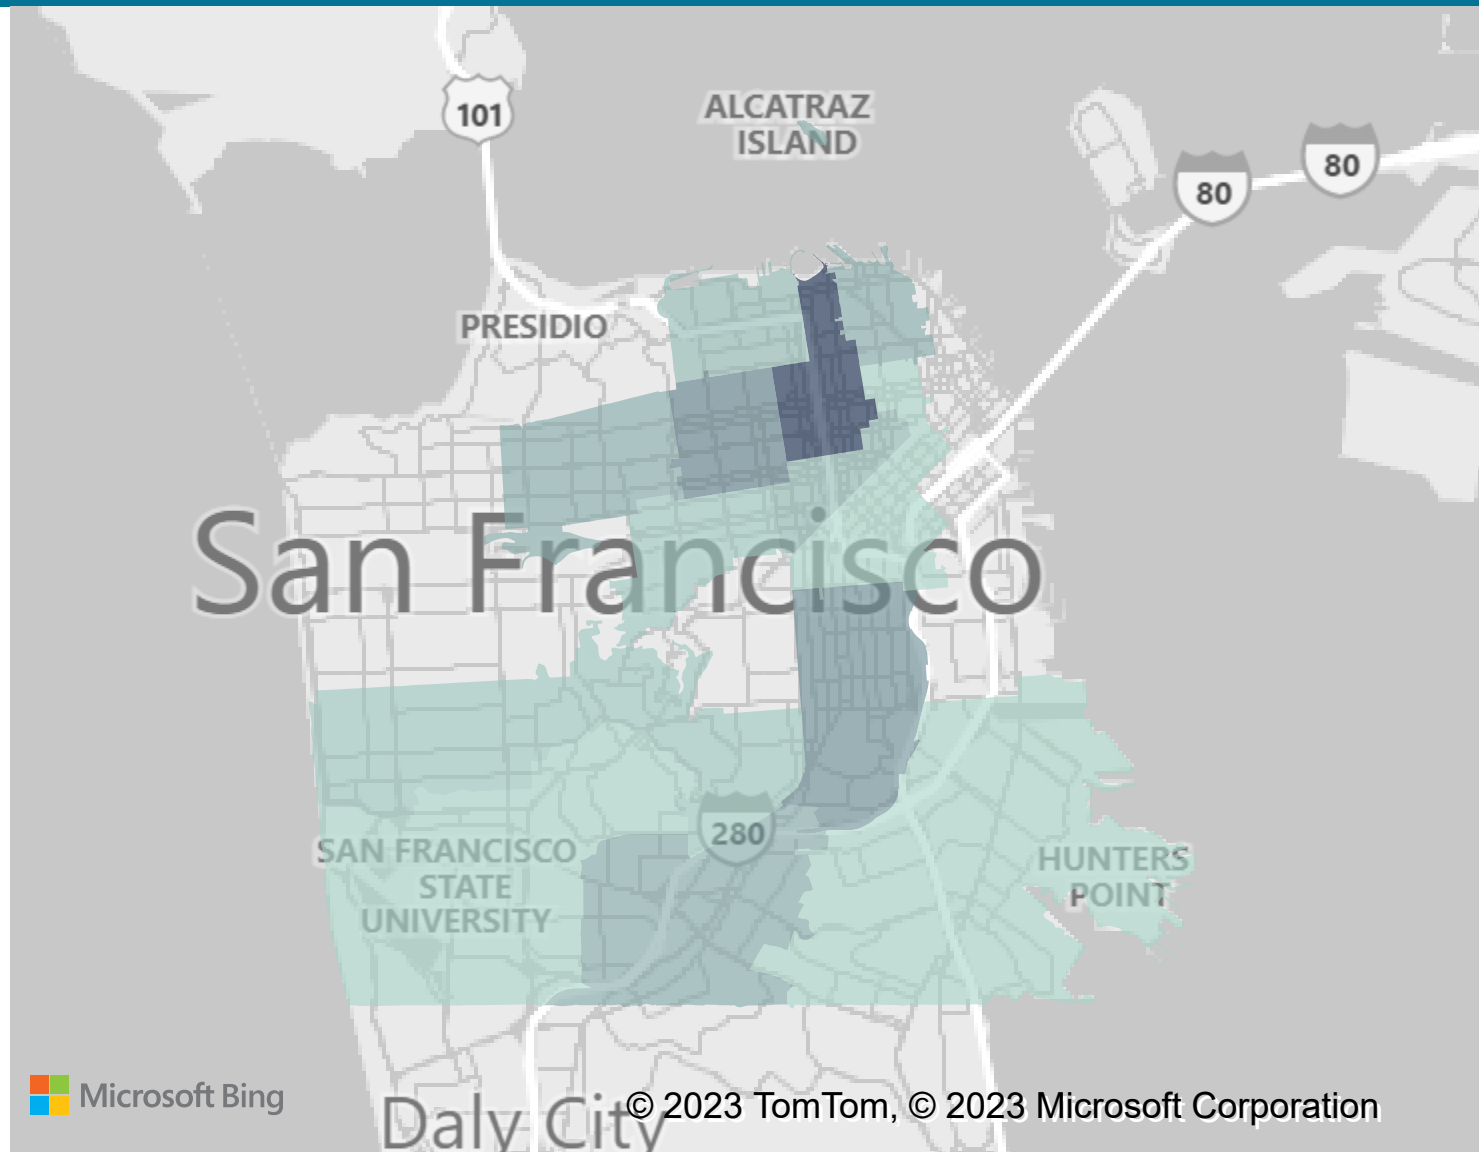 101
ALCATRAZ
ISLAND
80
80
PRESIDIO
San Francisco
280
SAN FRANCISCO
STATE
UNIVERSITY
HUNTERS
POINT
Microsoft Bing
Daly City
© 2023 TomTom, © 2023 Microsoft Corporation